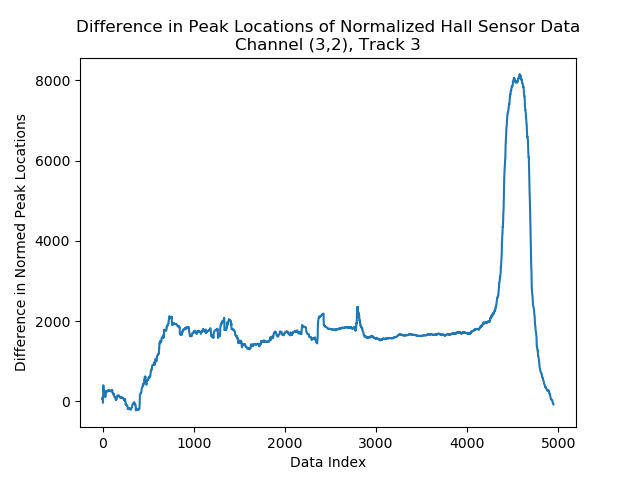 Difference in Peak Locations of Normalized Hall Sensor Data
Channel (3,2), Track 3
8000
6000
4000
2000
0
Difference in Normed Peak Locations
0 1000 2000 3000 4000 5000
Data Index